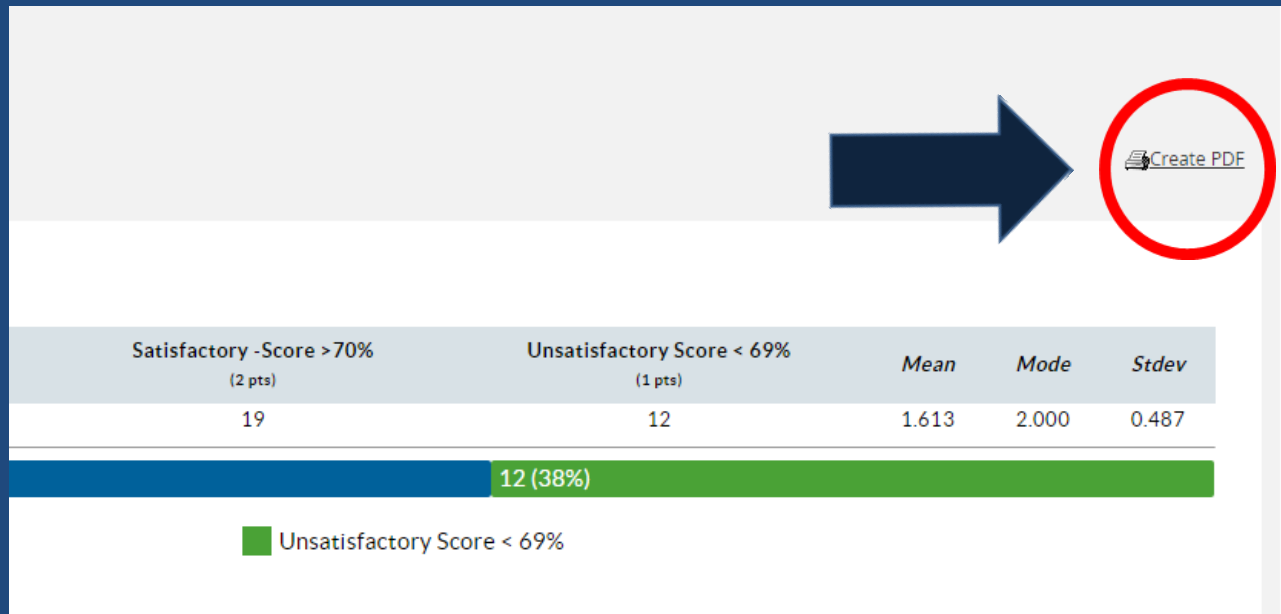 Create PDF
Satisfactory -Score >70%
(2 pts)
Unsatisfactory Score < 69%
(1 pts)
Mean
Mode
Stdev
19
12
1.613
2.000
0.487
12 (38%)
Unsatisfactory Score < 69%